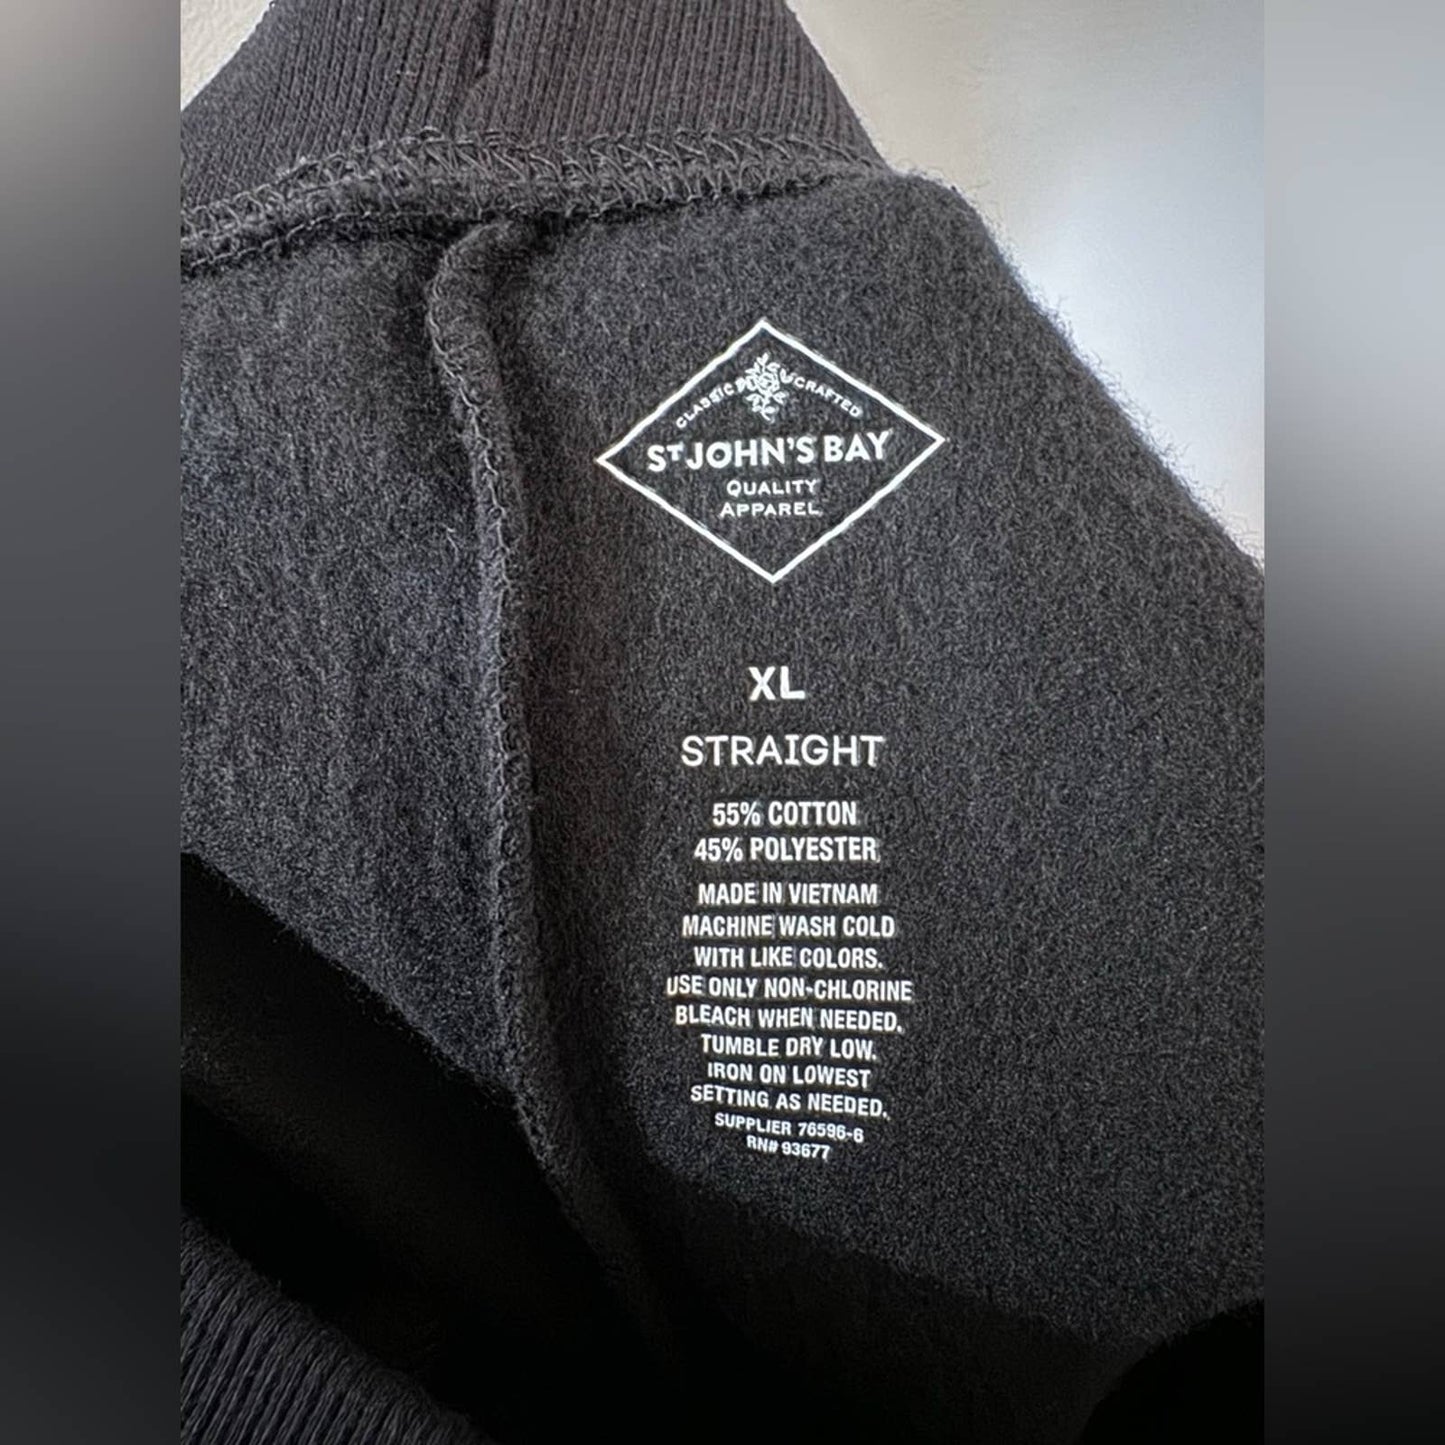 CLASSIC CRAFTED
ST JOHN'S BAY
QUALITY
APPAREL
XL
STRAIGHT
55% COTTON
45% POLYESTER
MADE IN VIETNAM
MACHINE WASH COLD
WITH LIKE COLORS.
USE ONLY NON-CHLORINE
BLEACH WHEN NEEDED.
TUMBLE DRY LOW.
IRON ON LOWEST
SETTING AS NEEDED.
SUPPLIER 76596-6
RN# 93677